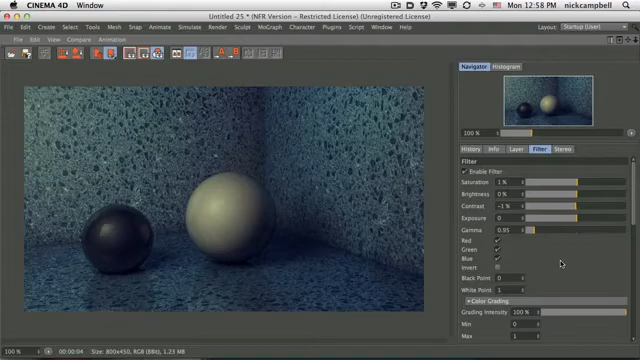 CINEMA 4D Window Mon 12:58 PM nickcampbell
Untitled 25 * (NFR Version - Restricted License) (Unregistered License)
File Edit Create Select Animate Simulate Render Sculpt MoGraph Character Plugins Script Window Help Layout: Startup (User)
File Edit View Compare Animation
Navigator Histogram
100 %
History Info Layer Filter Stereo
Filter
Enable Filter
Saturation 1 %
Brightness 0 %
Contrast -1 %
Exposure 0
Gamma 0.95
Red
Green
Blue
Invert
Black Point 0
White Point 1
Color Grading
Grading Intensity 100 %
Min 0
Max 1
100 % 00:00:04 Size: 800x450, RGB (8Bit), 1.23 MB